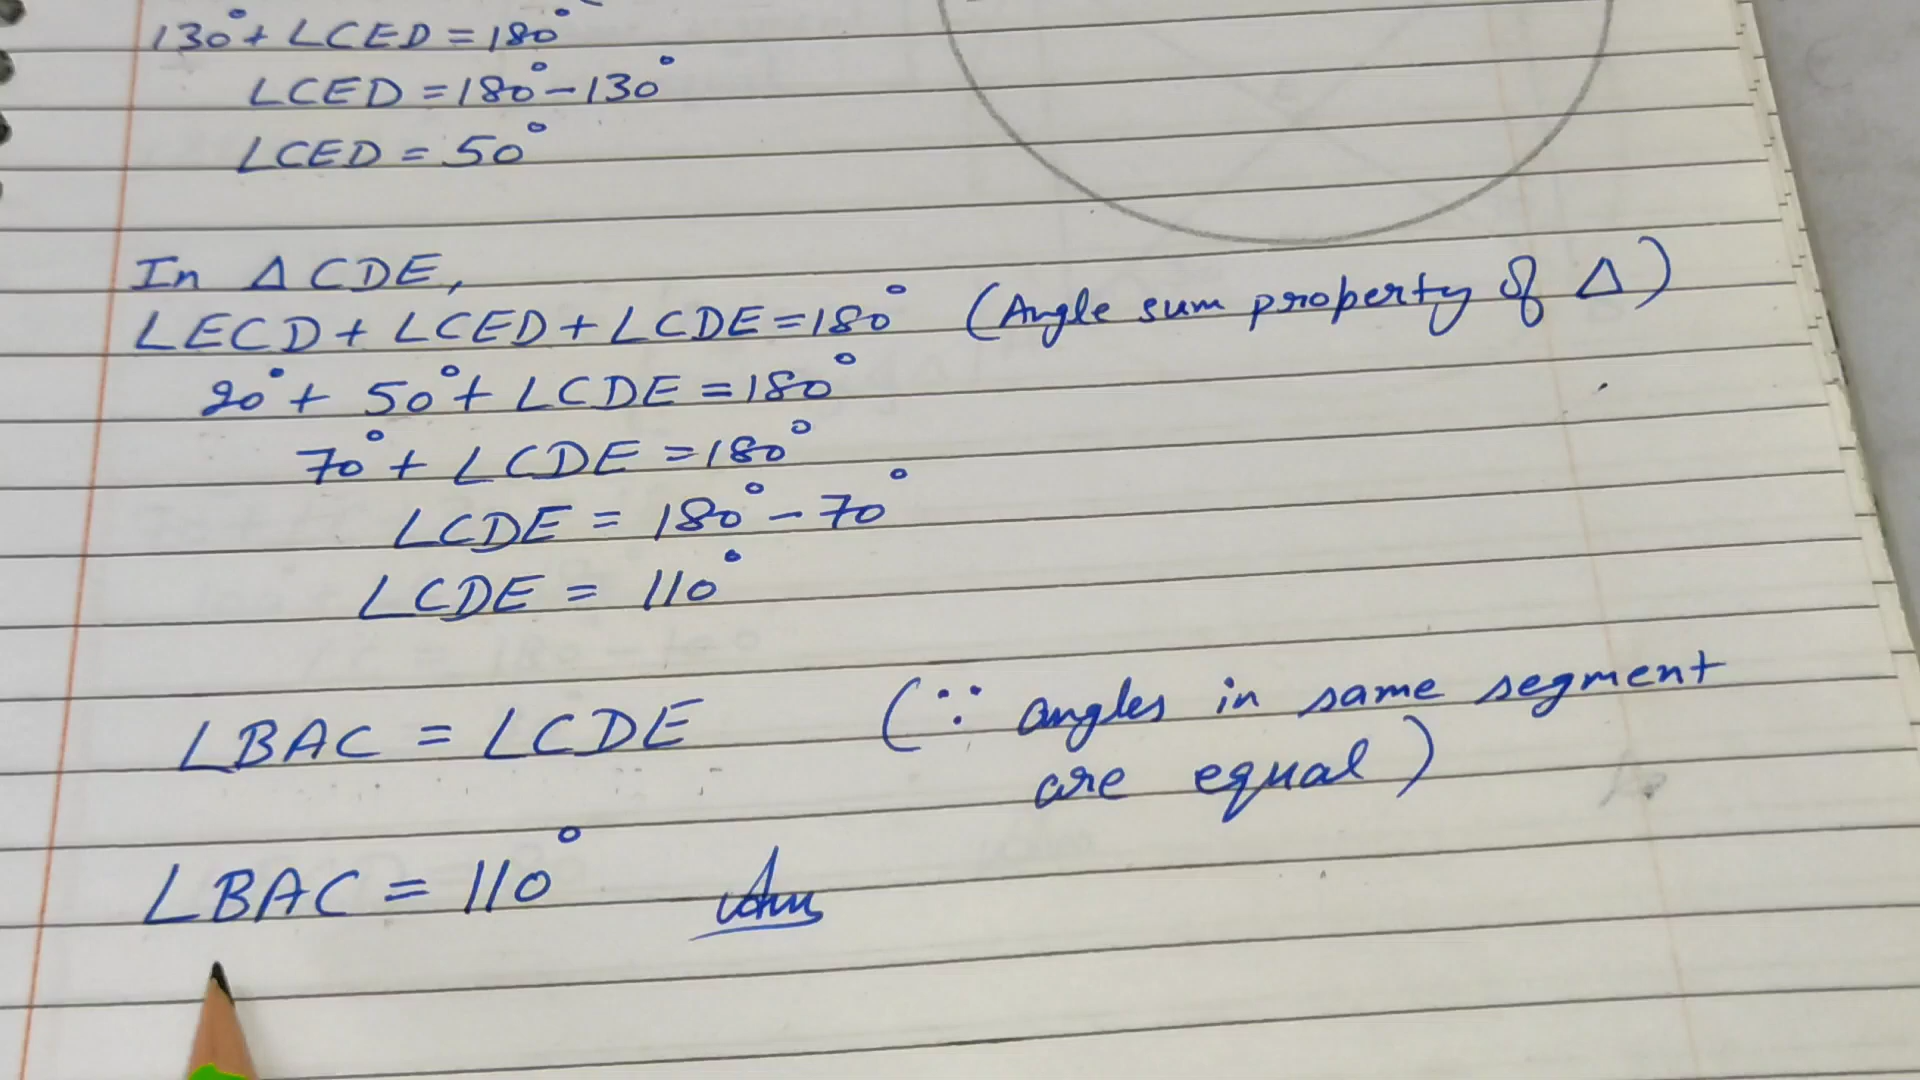 130° + ∠CED = 180°
∠CED = 180° - 130°
∠CED = 50°
In Δ CDE,
∠ECD + ∠CED + ∠CDE = 180° (Angle sum property of Δ)
20° + 50° + ∠CDE = 180°
70° + ∠CDE = 180°
∠CDE = 180° - 70°
∠CDE = 110°
∠BAC = ∠CDE (∵ angles in same segment
are equal)
∠BAC = 110° Ans